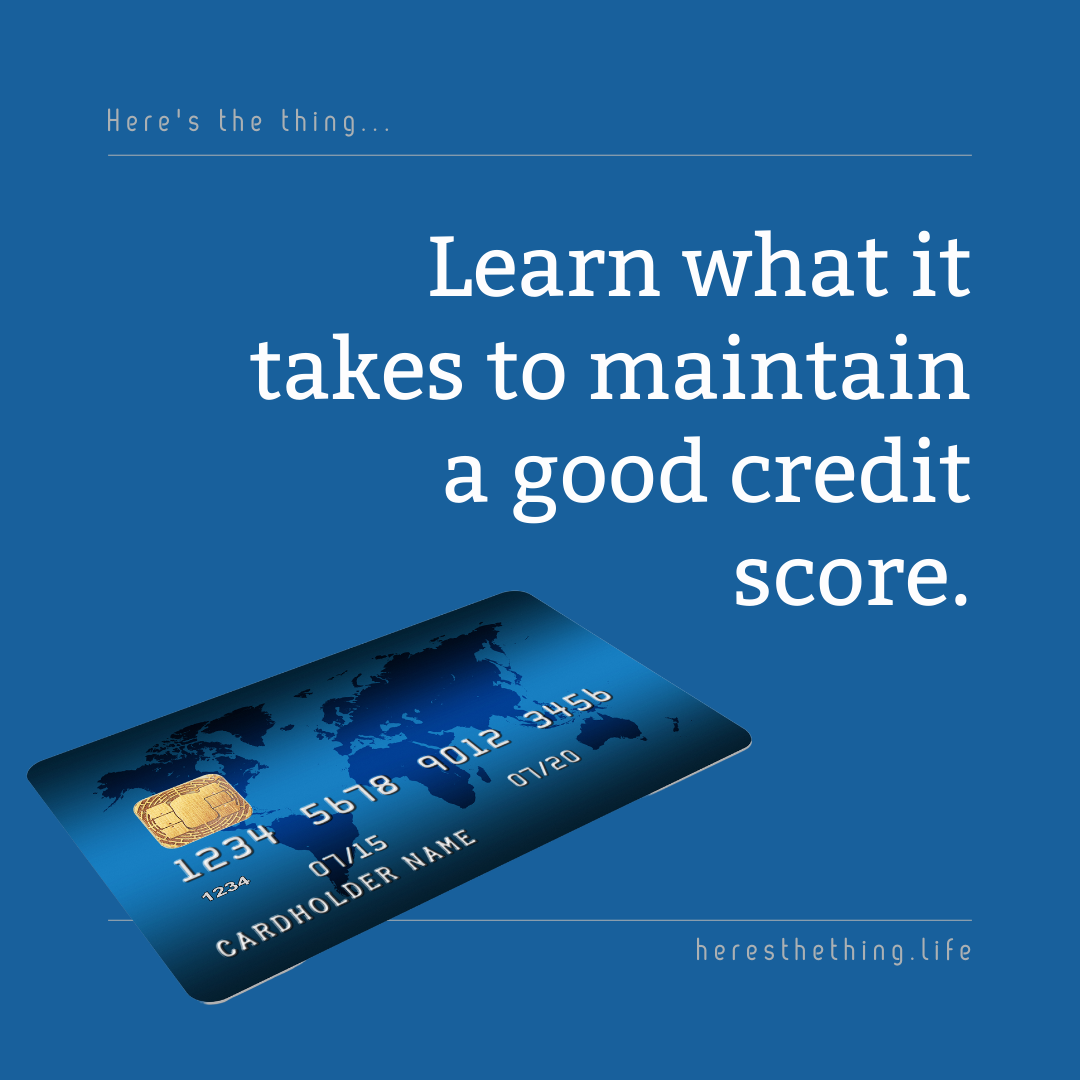 Here's the thing...
Learn what it
takes to maintain
a good credit
score.
1234 5678 9012 3456
1234
07/15
07/20
CARDHOLDER NAME
heresthething.life